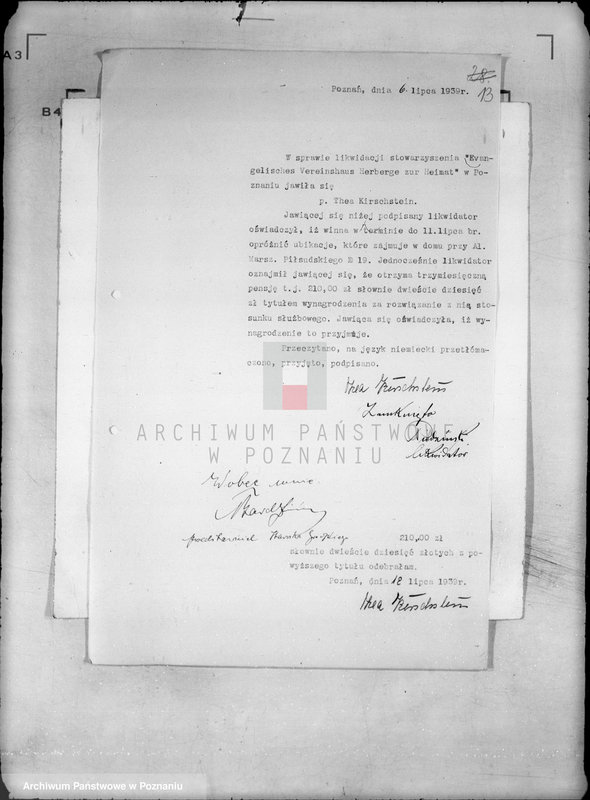 A3
B4
28.
13
Poznań, dnia 6. lipca 1939r.
W sprawie likwidacji stowarzyszenia "Evan-
gelisches Vereinshaus Herberge zur Heimat" w Po-
znaniu jawiła się
p. Thea Kirschstein.
Jawiącej się niżej podpisany likwidator
oświadczył, iż winna w terminie do 11.lipca br.
opróżnić ubikacje, które zajmuje w domu przy Al.
Marsz. Piłsudskiego № 19. Jednocześnie likwidator
oznajmił jawiącej się, że otrzyma trzymiesięczną
pensję t.j. 210,00 zł słownie dwieście dziesięć
zł tytułem wynagrodzenia za rozwiązanie z nią sto-
sunku służbowego. Jawiąca się oświadczyła, iż wy-
nagrodzenie to przyjmuje.
Przeczytano, na język niemiecki przetłóma-
czono, przyjęto, podpisano.
Thea Kirschstein
Zamknięto
likwidator
ARCHIWUM PAŃSTWOWE
W POZNANIU
Wobec mnie
210,00 zł
słownie dwieście dziesięć złotych z po-
wyższego tytułu odebrałam.
Poznań, dnia 12 lipca 1939r.
Thea Kirschstein
Archiwum Państwowe w Poznaniu